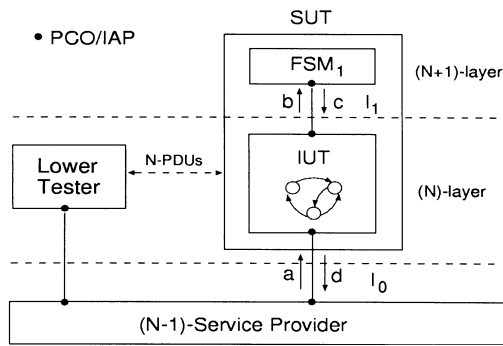 SUT
PCO/IAP
FSM1
(N+1)-layer
b
c
I1
Lower
Tester
N-PDUs
IUT
(N)-layer
a
d
I0
(N-1)-Service Provider